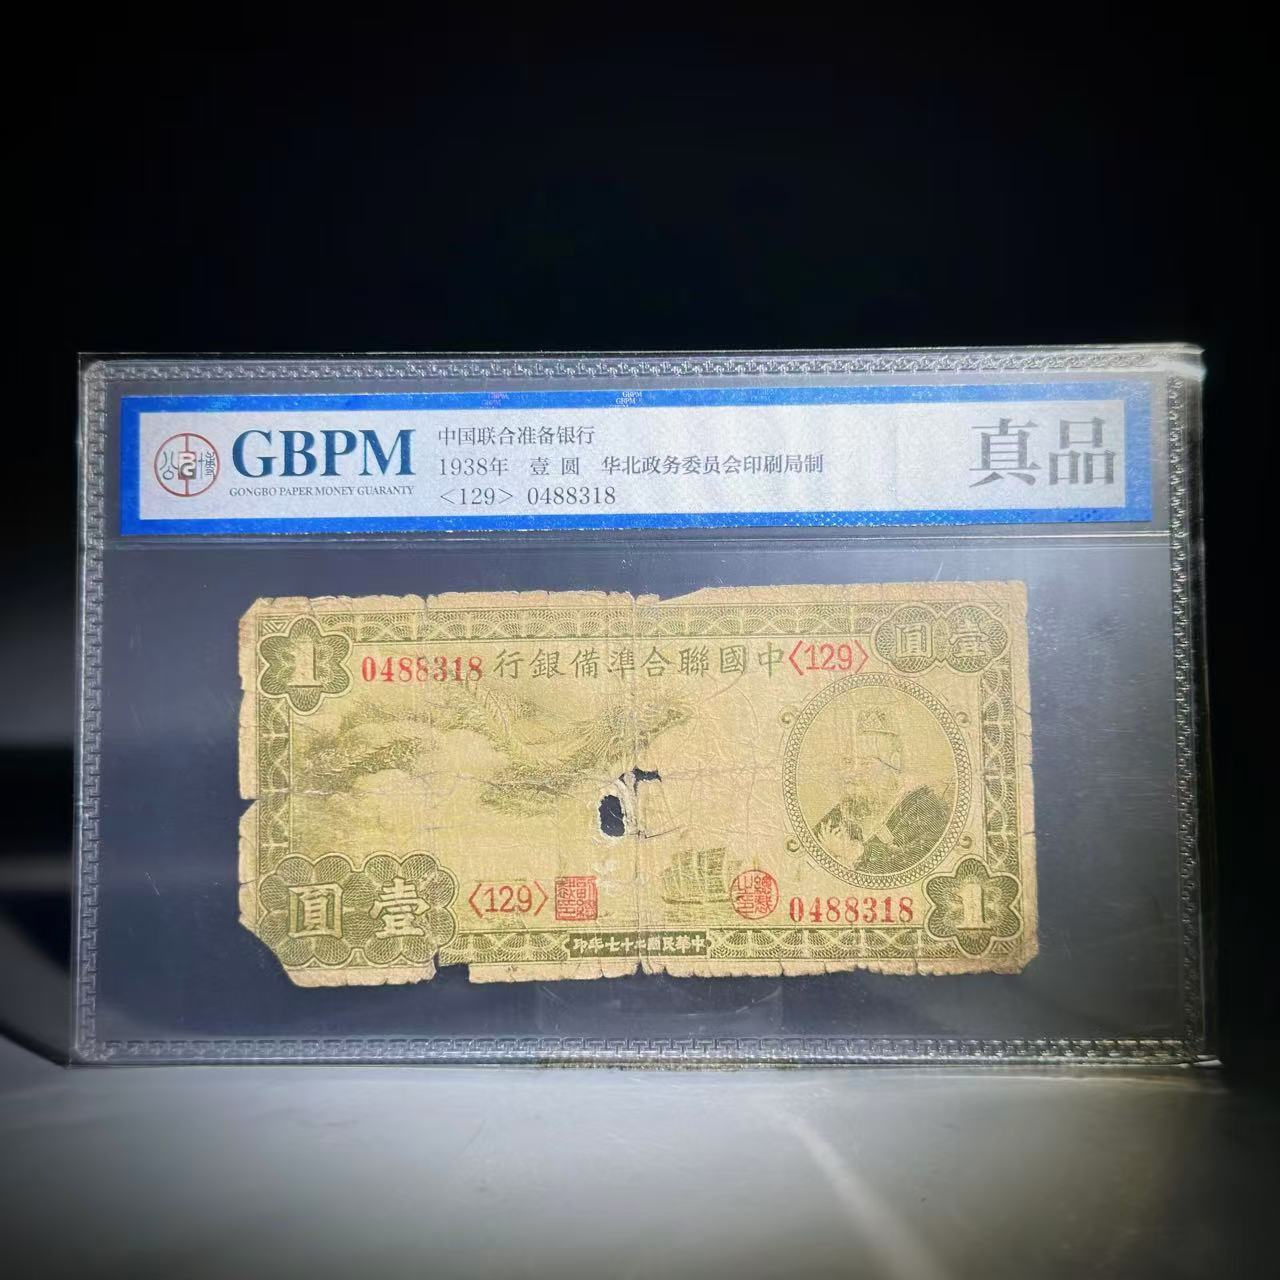 GBPM
GONGBO PAPER MONEY GUARANTY
中国联合准备银行
1938年 壹 圆 华北政务委员会印刷局制
<129> 0488318
真品
1
0488318
行銀備準合聯國中
〈129〉
圓壹
圓壹
〈129〉
0488318
1
印年七十二國民華中